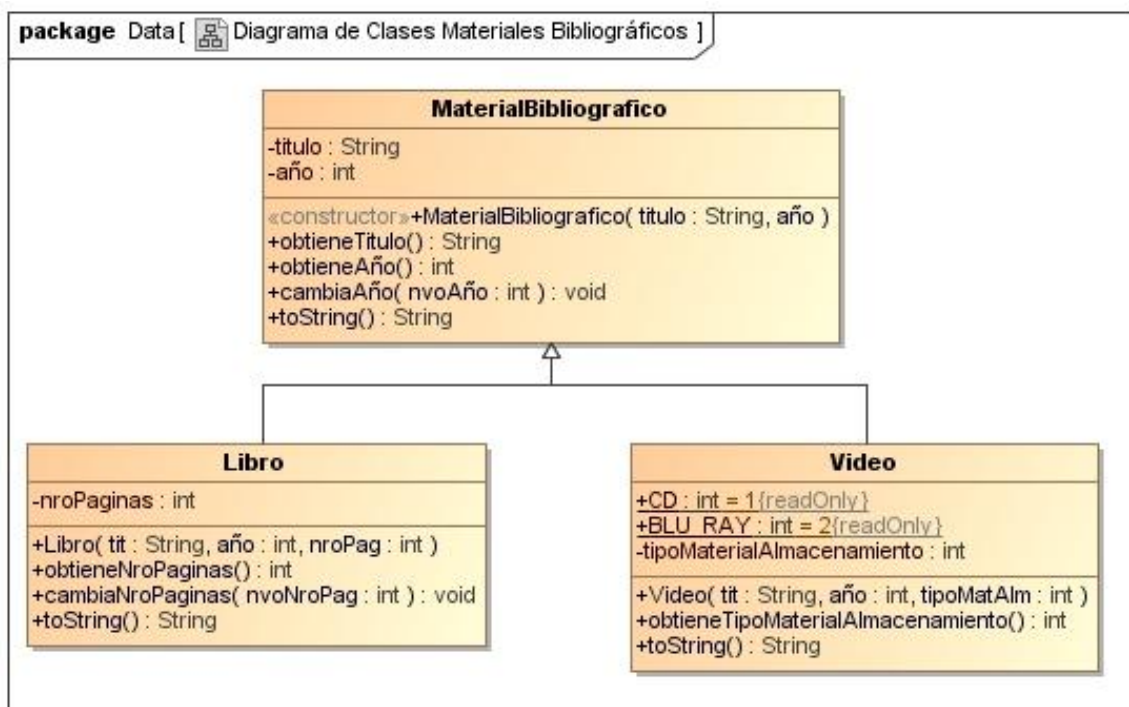 package Data [ Diagrama de Clases Materiales Bibliográficos ]
MaterialBibliografico
-titulo : String
-año : int
«constructor»+MaterialBibliografico( titulo : String, año )
+obtieneTitulo() : String
+obtieneAño() : int
+cambiaAño( nvoAño : int ) : void
+toString() : String
Libro
-nroPaginas : int
+Libro( tit : String, año : int, nroPag : int )
+obtieneNroPaginas() : int
+cambiaNroPaginas( nvoNroPag : int ) : void
+toString() : String
Video
+CD : int = 1{readOnly}
+BLU_RAY : int = 2{readOnly}
-tipoMaterialAlmacenamiento : int
+Video( tit : String, año : int, tipoMatAlm : int )
+obtieneTipoMaterialAlmacenamiento() : int
+toString() : String